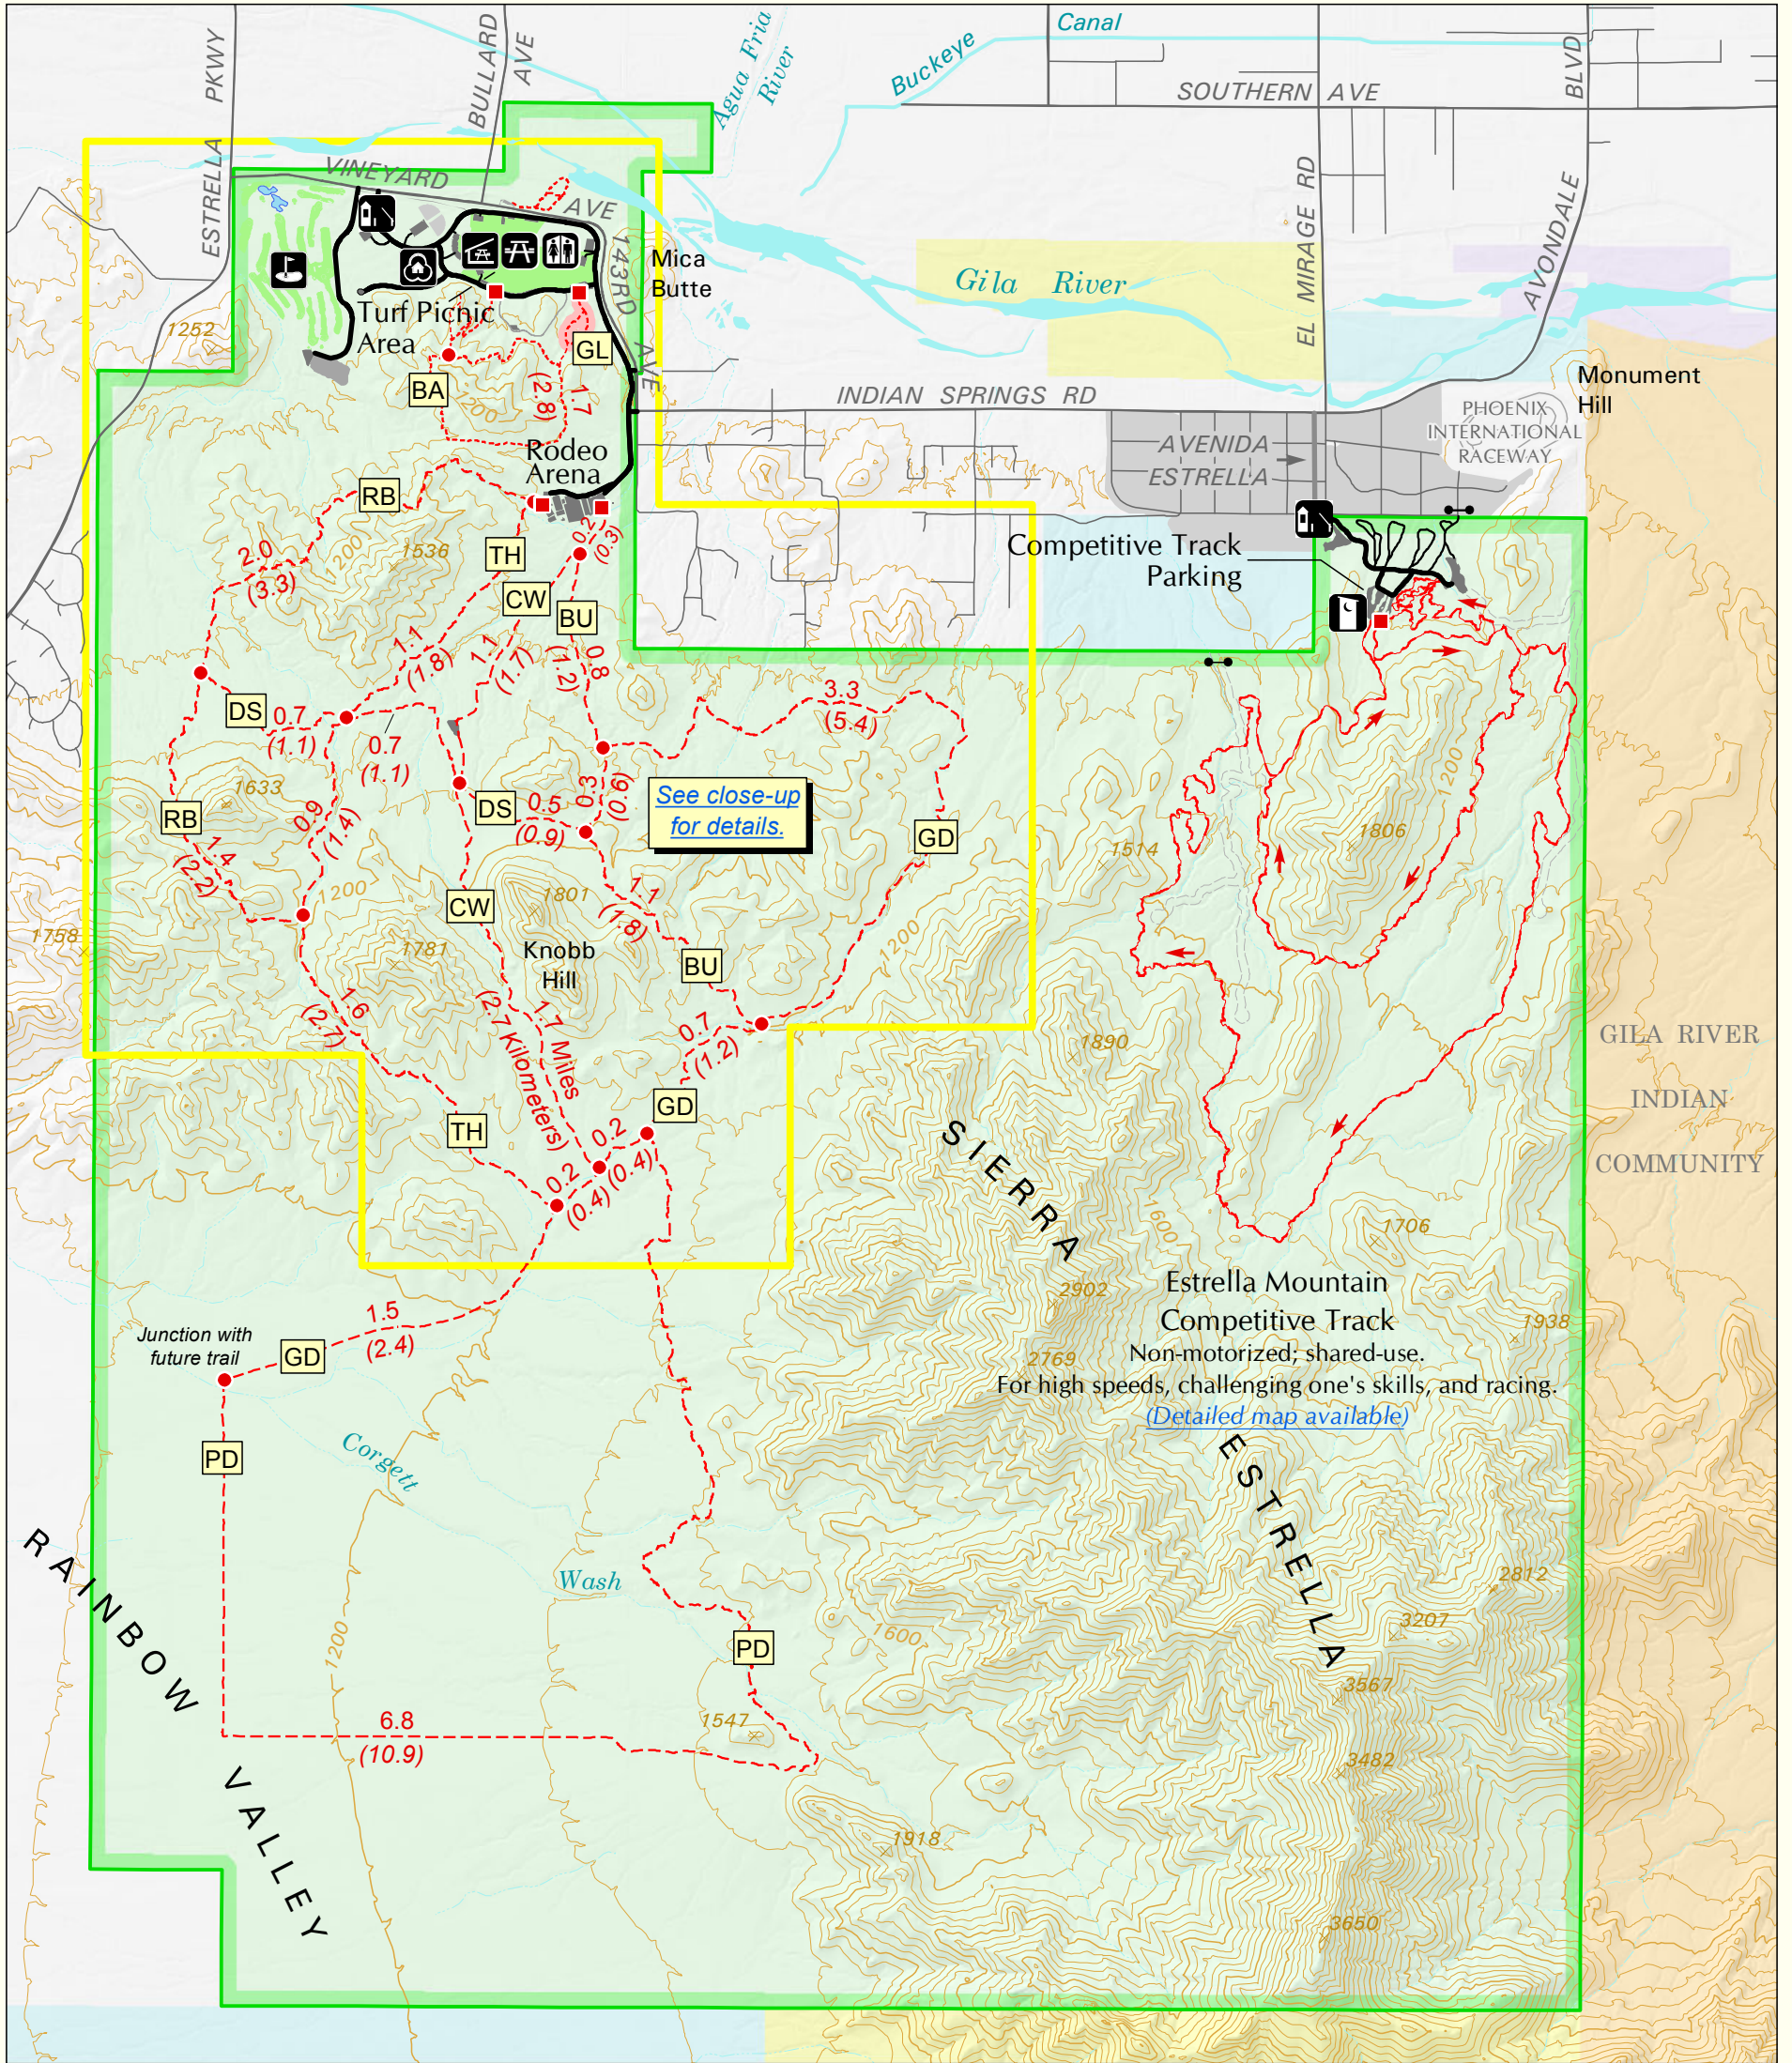 Canal
Buckeye
Agua Fria
River
BULLARD
AVE
ESTRELLA PKWY
SOUTHERN AVE
BLVD
AVONDALE
EL MIRAGE RD
VINEYARD
AVE
143RD
AVE
Mica
Butte
Gila River
1252
Turf Picnic
Area
GL
BA
1200
(2.8)
1.7
INDIAN SPRINGS RD
Monument
Hill
PHOENIX
INTERNATIONAL
RACEWAY
AVENIDA
ESTRELLA
Rodeo
Arena
RB
2.0
(3.3)
1200
1536
TH
0.2
(0.3)
CW
BU
Competitive Track
Parking
1.1
(1.8)
1.1
(1.7)
0.8
(1.2)
3.3
(5.4)
DS
0.7
(1.1)
0.7
(1.1)
1633
RB
1.4
(2.2)
0.9
(1.4)
DS
0.5
(0.9)
0.3
(0.6)
See close-up
for details.
GD
1514
1806
1200
1200
CW
1801
1.1
(1.8)
1758
1781
Knobb
Hill
BU
1200
1.6
(2.7)
1.7 Miles
(2.7 Kilometers)
0.7
(1.2)
1890
GILA RIVER
INDIAN
COMMUNITY
GD
TH
0.2
(0.4)
0.2
(0.4)
SIERRA
1600
1706
2902
Estrella Mountain
Competitive Track
Non-motorized; shared-use.
For high speeds, challenging one's skills, and racing.
(Detailed map available)
1938
2769
1.5
(2.4)
Junction with
future trail
GD
PD
Corgett
Wash
ESTRELLA
RAINBOW
VALLEY
1200
1600
PD
2812
3207
3567
1547
6.8
(10.9)
3482
1918
3650